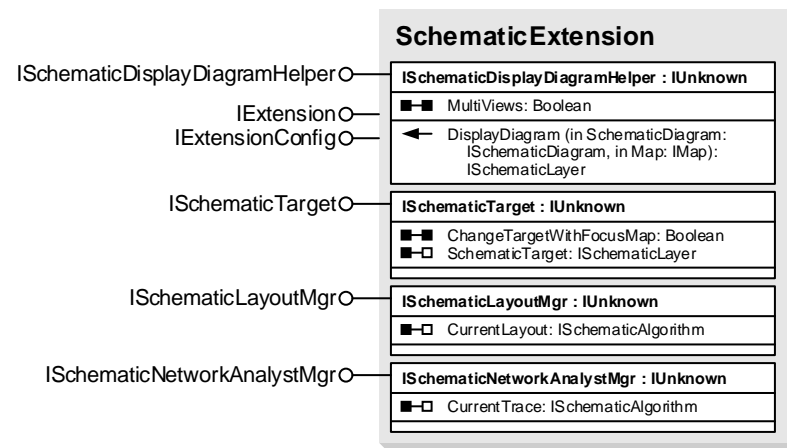 SchematicExtension
ISchematicDisplayDiagramHelper
ISchematicDisplayDiagramHelper : IUnknown
IExtension
MultiViews: Boolean
IExtensionConfig
DisplayDiagram (in SchematicDiagram:
ISchematicDiagram, in Map: IMap):
ISchematicLayer
ISchematicTarget
ISchematicTarget : IUnknown
ChangeTargetWithFocusMap: Boolean
SchematicTarget: ISchematicLayer
ISchematicLayoutMgr
ISchematicLayoutMgr : IUnknown
CurrentLayout: ISchematicAlgorithm
ISchematicNetworkAnalystMgr
ISchematicNetworkAnalystMgr : IUnknown
CurrentTrace: ISchematicAlgorithm